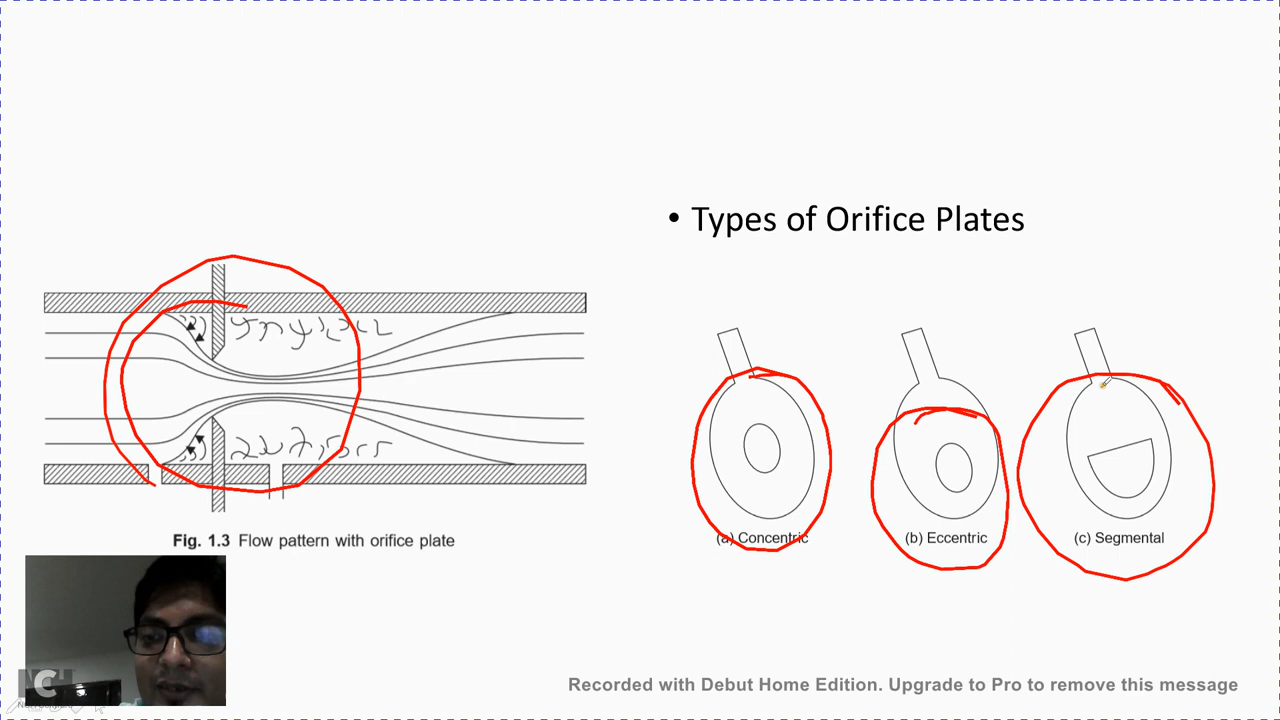 • Types of Orifice Plates
Fig. 1.3 Flow pattern with orifice plate
(a) Concentric
(b) Eccentric
(c) Segmental
Recorded with Debut Home Edition. Upgrade to Pro to remove this message